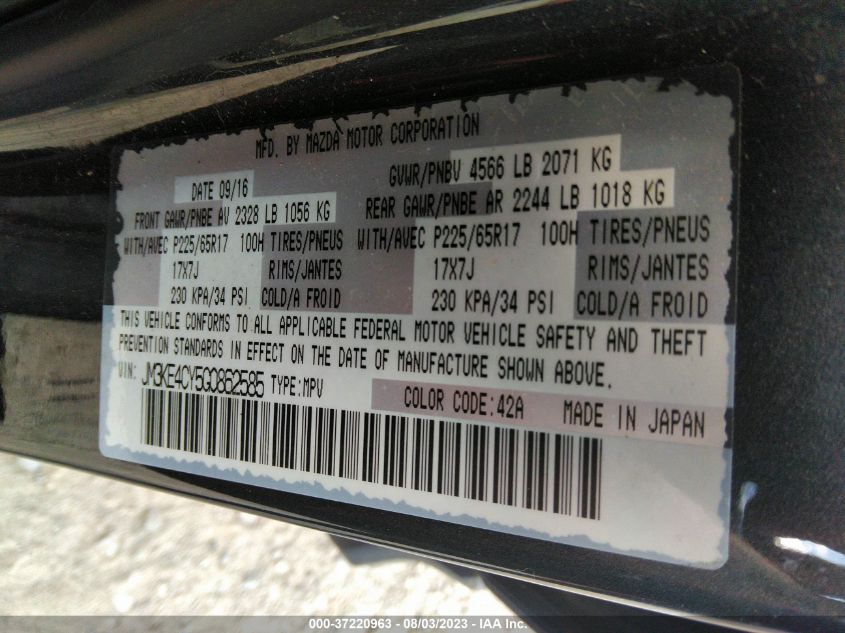 MFD. BY MAZDA MOTOR CORPORATION
DATE 09/16 GVWR/PNBV 4566 LB 2071 KG
FRONT GAWR/PNBE AV 2328 LB 1056 KG REAR GAWR/PNBE AR 2244 LB 1018 KG
WITH/AVEC P225/65R17 100H TIRES/PNEUS WITH/AVEC P225/65R17 100H TIRES/PNEUS
17X7J RIMS/JANTES 17X7J RIMS/JANTES
230 KPA/34 PSI COLD/A FROID 230 KPA/34 PSI COLD/A FROID
THIS VEHICLE CONFORMS TO ALL APPLICABLE FEDERAL MOTOR VEHICLE SAFETY AND THEFT
PREVENTION STANDARDS IN EFFECT ON THE DATE OF MANUFACTURE SHOWN ABOVE.
VIN: JM3KE4CY5G0862585 TYPE:MPV
COLOR CODE:42A MADE IN JAPAN
000-37220963 - 08/03/2023 - IAA Inc.